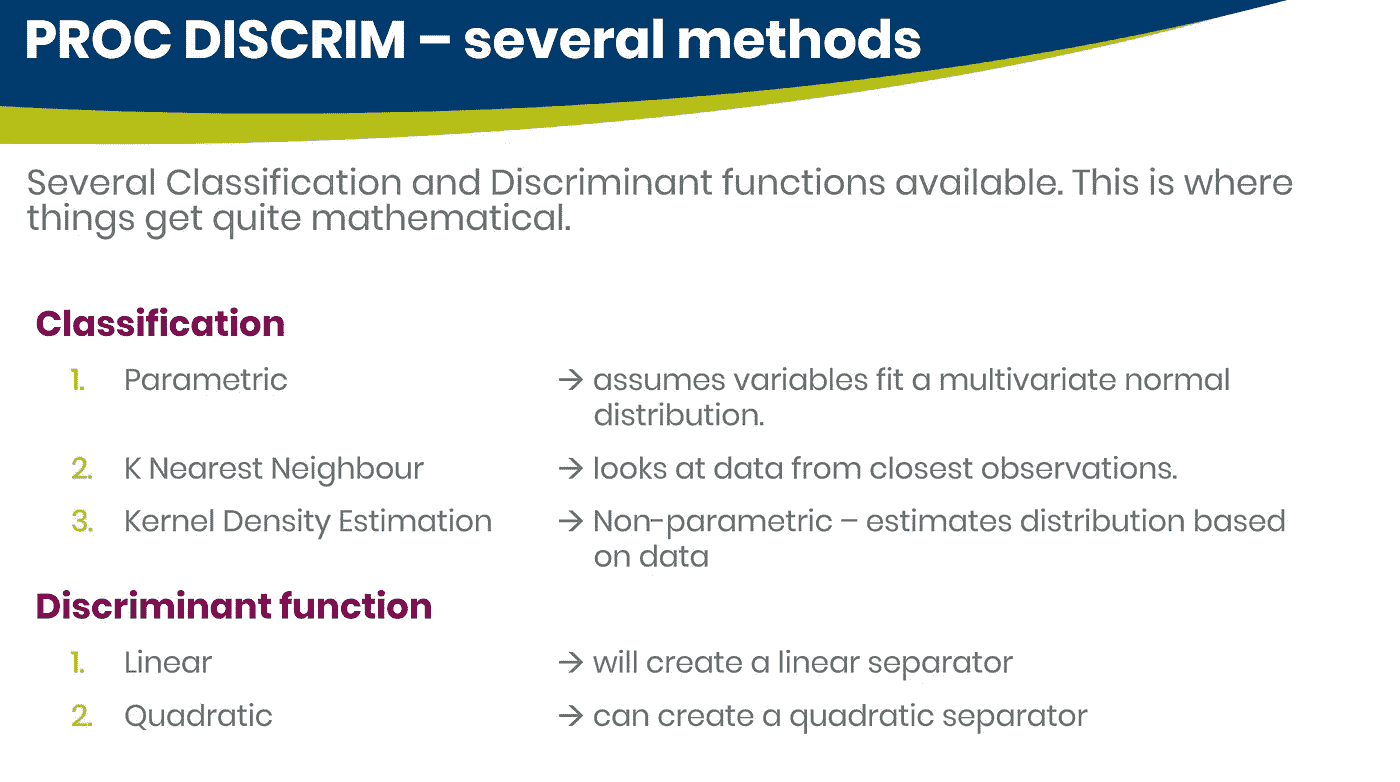 PROC DISCRIM – several methods
Several Classification and Discriminant functions available. This is where
things get quite mathematical.
Classification
1. Parametric → assumes variables fit a multivariate normal
distribution.
2. K Nearest Neighbour → looks at data from closest observations.
3. Kernel Density Estimation → Non-parametric – estimates distribution based
on data
Discriminant function
1. Linear → will create a linear separator
2. Quadratic → can create a quadratic separator